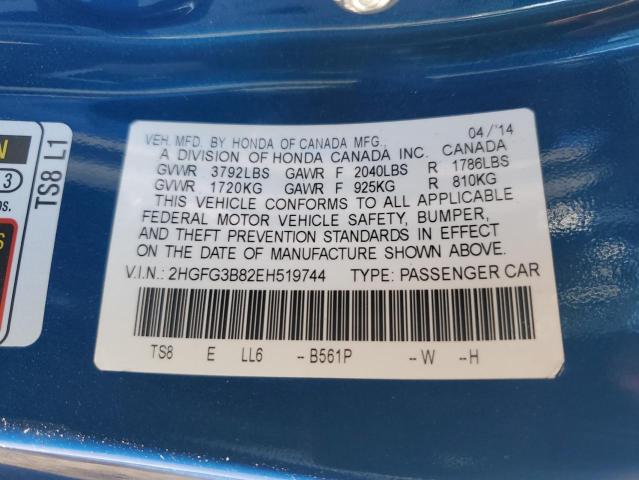 N
3
bs.
S
TS8 L1
VEH. MFD. BY HONDA OF CANADA MFG., 04/'14
A DIVISION OF HONDA CANADA INC. CANADA
GVWR 3792LBS GAWR F 2040LBS R 1786LBS
GVWR 1720KG GAWR F 925KG R 810KG
THIS VEHICLE CONFORMS TO ALL APPLICABLE
FEDERAL MOTOR VEHICLE SAFETY, BUMPER,
AND THEFT PREVENTION STANDARDS IN EFFECT
ON THE DATE OF MANUFACTURE SHOWN ABOVE.
V.I.N.: 2HGFG3B82EH519744 TYPE: PASSENGER CAR
TS8 E LL6 --B561P --W --H